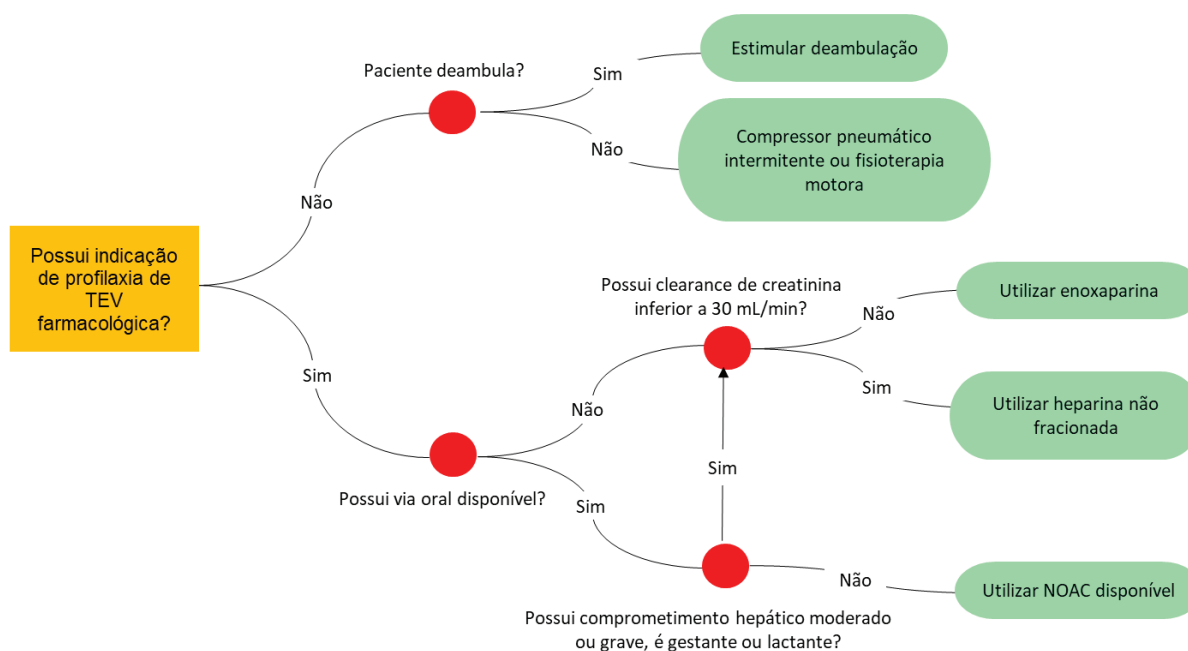 Possui indicação
de profilaxia de
TEV
farmacológica?
Não
Sim
Paciente deambula?
Sim
Não
Estimular deambulação
Compressor pneumático
intermitente ou fisioterapia
motora
Possui via oral disponível?
Não
Sim
Possui clearance de creatinina
inferior a 30 mL/min?
Não
Sim
Utilizar enoxaparina
Utilizar heparina não
fracionada
Sim
Possui comprometimento hepático moderado
ou grave, é gestante ou lactante?
Não
Utilizar NOAC disponível